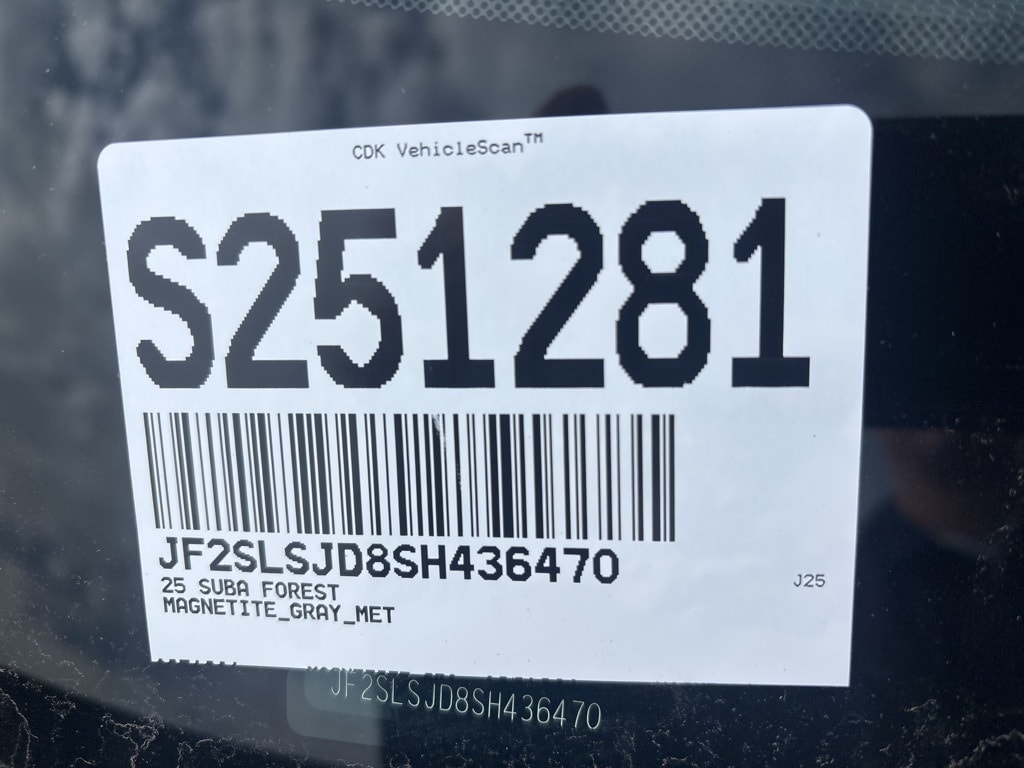 CDK VehicleScan™
S251281
JF2SLSJD8SH436470
25 SUBA FOREST
MAGNETITE_GRAY_MET
J25
JF2SLSJD8SH436470